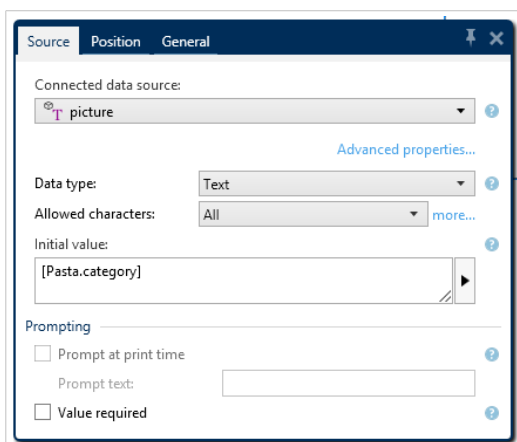 Source Position General
Connected data source:
T picture
Advanced properties...
Data type: Text
Allowed characters: All more...
Initial value:
[Pasta.category]
Prompting
Prompt at print time
Prompt text:
Value required